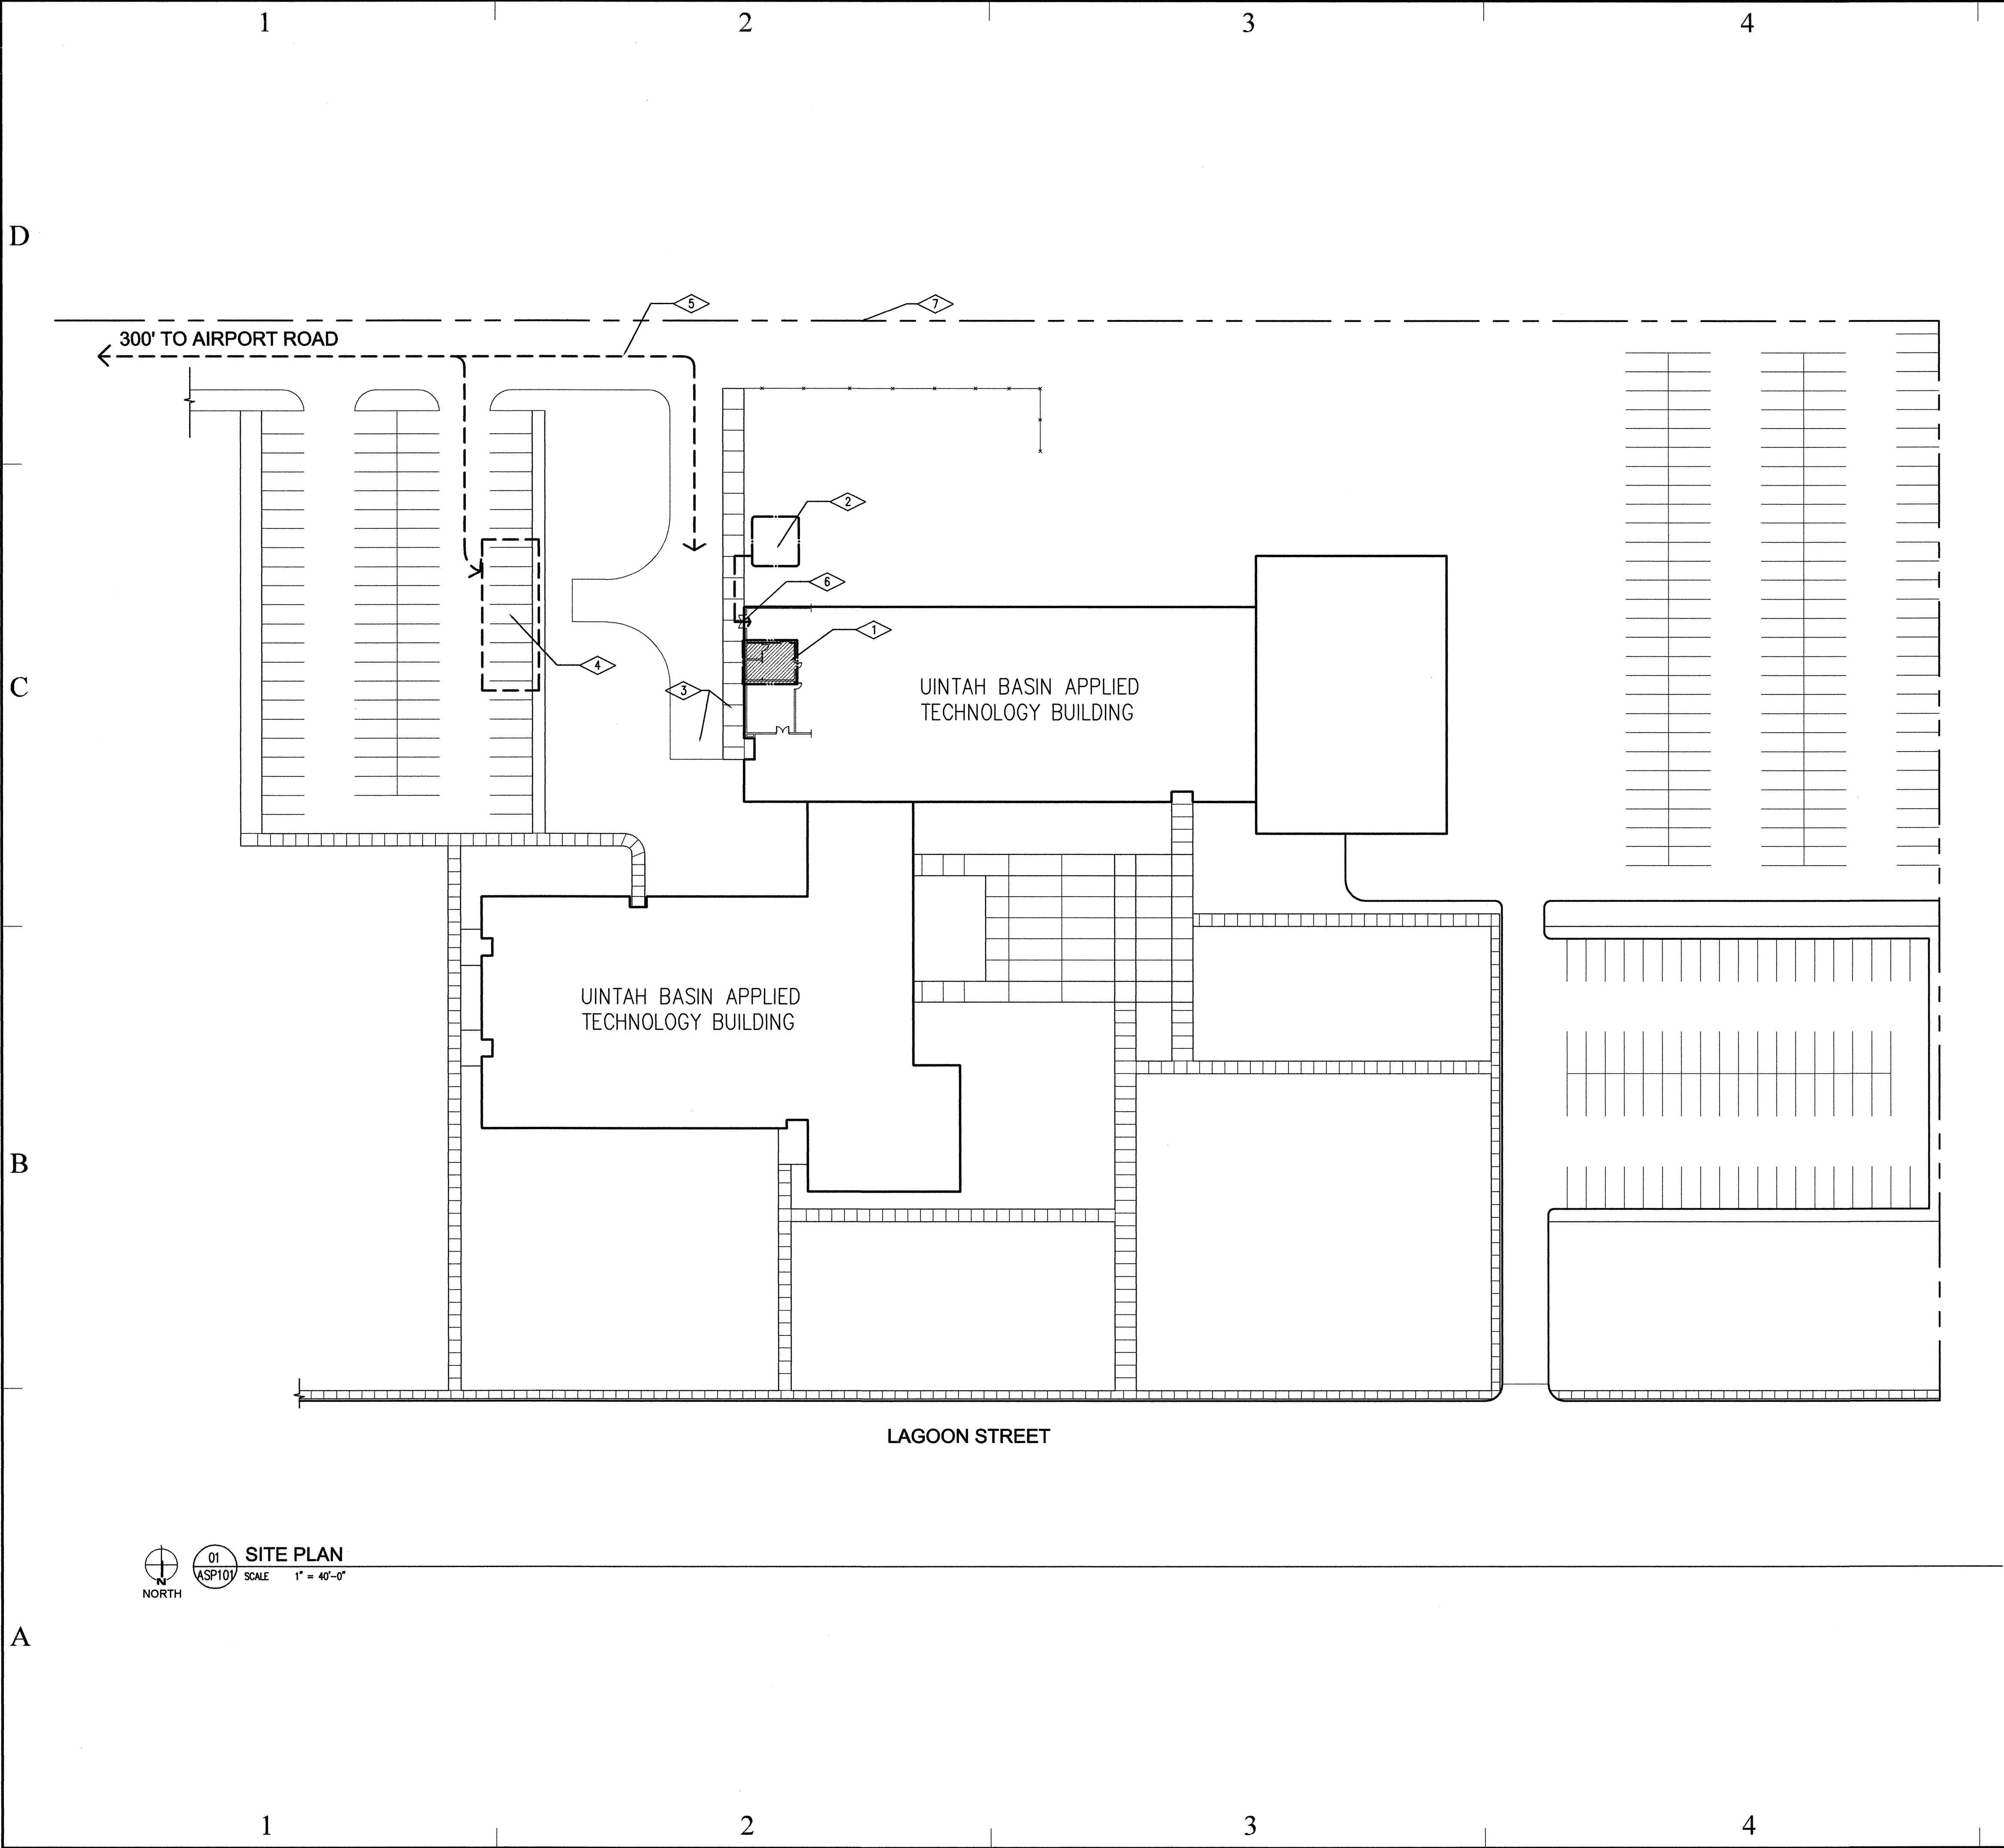 1 2 3 4
D
5 7
300' TO AIRPORT ROAD
2
6
1
4
C
3
UINTAH BASIN APPLIED
TECHNOLOGY BUILDING
UINTAH BASIN APPLIED
TECHNOLOGY BUILDING
B
LAGOON STREET
01
ASP101
SITE PLAN
SCALE 1" = 40'-0"
N
NORTH
A
1 2 3 4